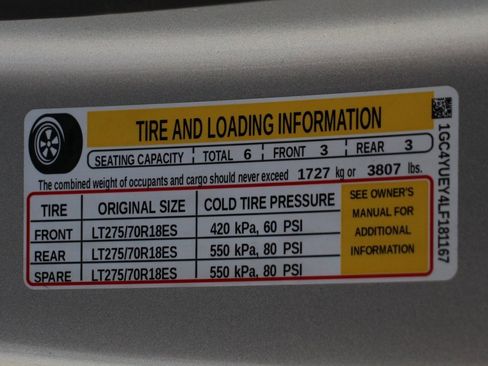 TIRE AND LOADING INFORMATION
SEATING CAPACITY TOTAL 6 FRONT 3 REAR 3
The combined weight of occupants and cargo should never exceed 1727 kg or 3807 lbs.
TIRE ORIGINAL SIZE COLD TIRE PRESSURE
FRONT LT275/70R18ES 420 kPa, 60 PSI
REAR LT275/70R18ES 550 kPa, 80 PSI
SPARE LT275/70R18ES 550 kPa, 80 PSI
SEE OWNER'S
MANUAL FOR
ADDITIONAL
INFORMATION
1GC4YUEY4LF181167